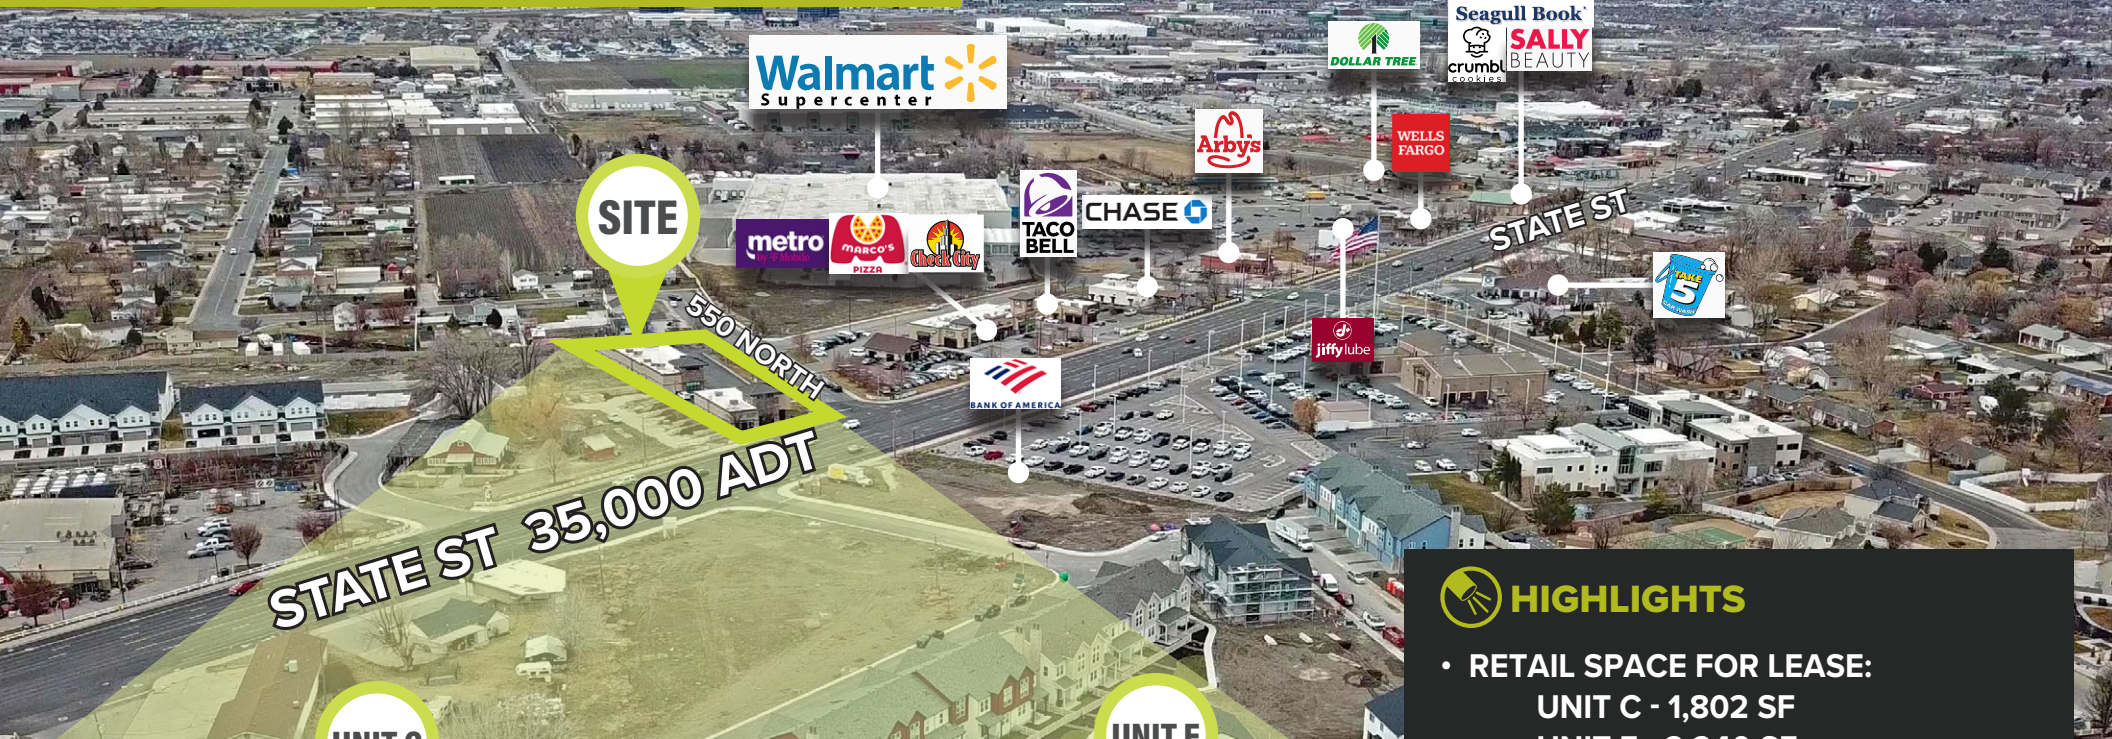 Seagull Book
crumbl
cookies
SALLY
BEAUTY
DOLLAR TREE
Walmart
Supercenter
Arby's
WELLS
FARGO
SITE
TACO
BELL
CHASE
metro
by T Mobile
MARCO'S
PIZZA
Check City
STATE ST
TAKE
5
CAR WASH
550 NORTH
jiffy lube
BANK OF AMERICA
STATE ST 35,000 ADT
HIGHLIGHTS
• RETAIL SPACE FOR LEASE:
UNIT C - 1,802 SF